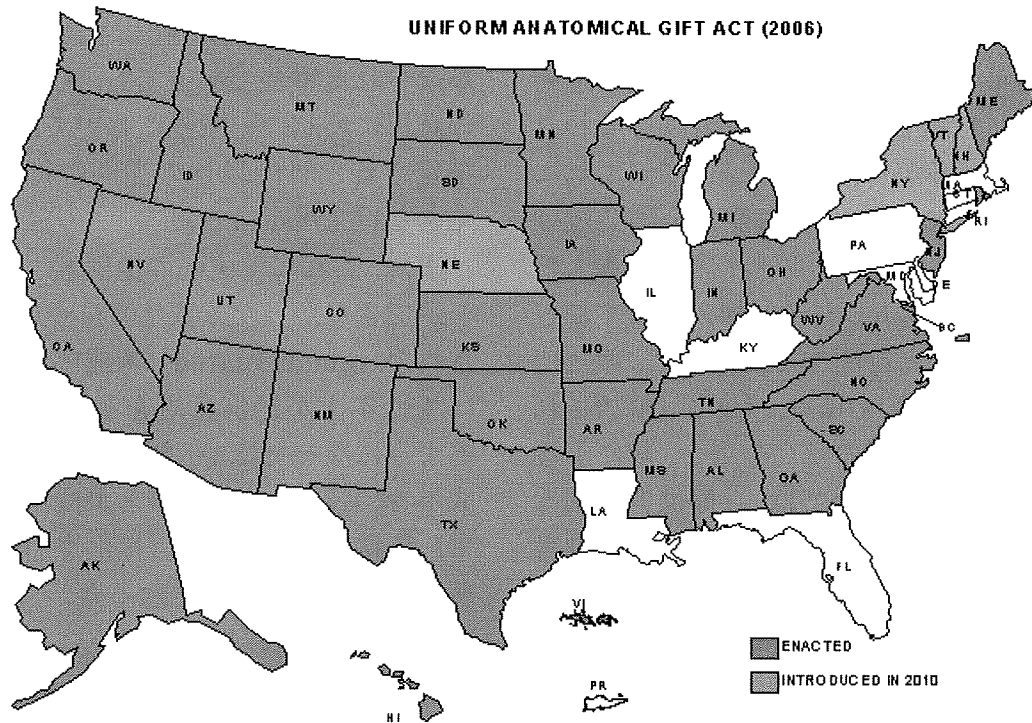 UNIFORM ANATOMICAL GIFT ACT (2006)
WA
MT
ND
MN
ME
VT
NH
OR
ID
SD
WI
NY
MA
CT
RI
WY
MI
IA
PA
NJ
NV
NE
OH
MD
DE
UT
IL
IN
CO
WV
VA
DC
CA
KS
MO
KY
AZ
NM
OK
TN
NC
AR
SC
MS
AL
GA
TX
LA
AK
FL
VI
ENACTED
PR
INTRODUCED IN 2010
HI